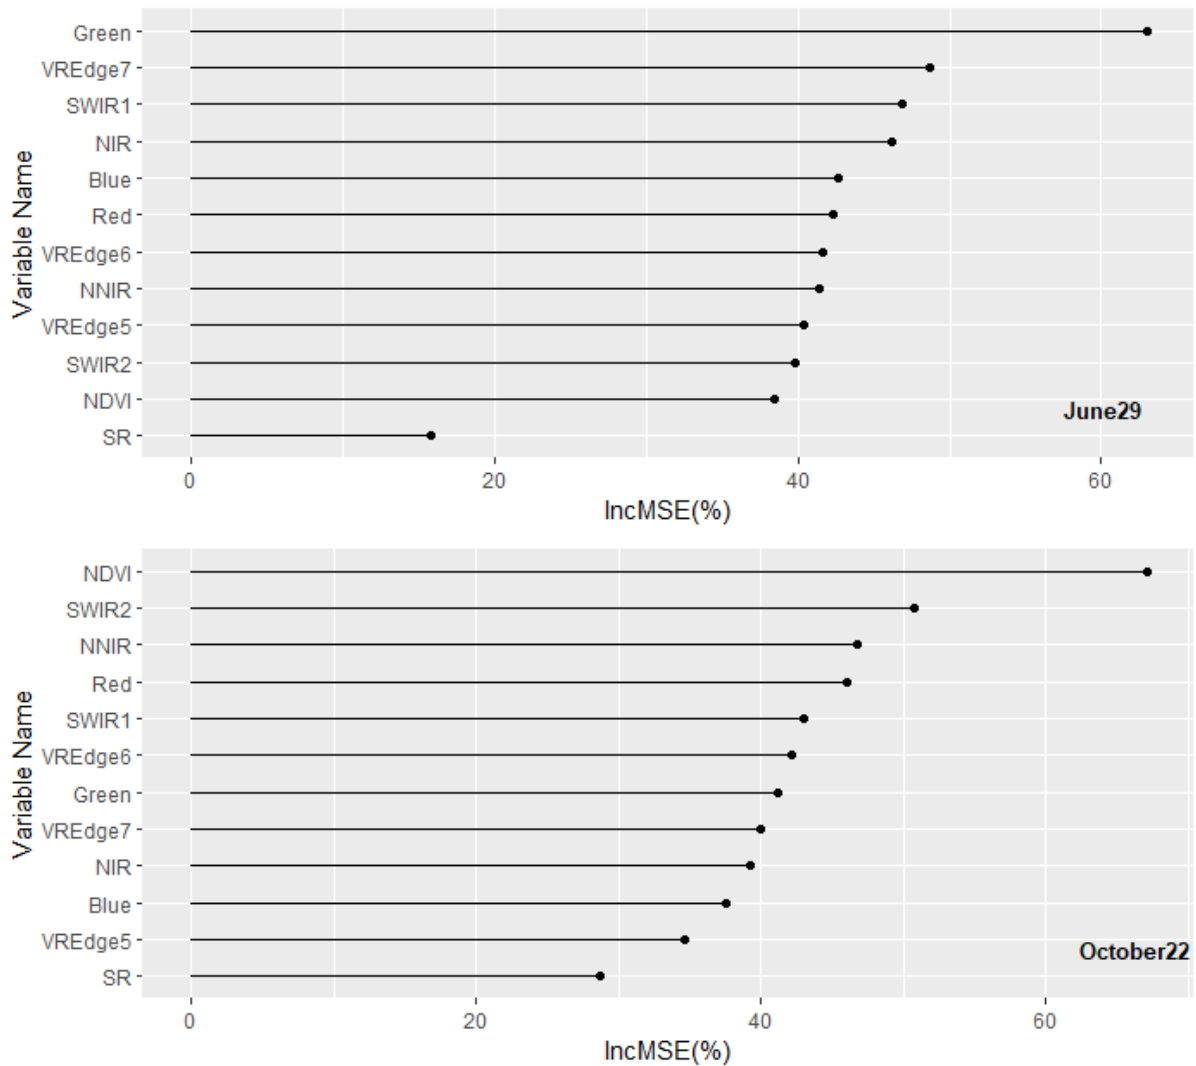 Variable Name
Green
VREdge7
SWIR1
NIR
Blue
Red
VREdge6
NNIR
VREdge5
SWIR2
NDVI
SR
June29
0 20 40 60
IncMSE(%)
Variable Name
NDVI
SWIR2
NNIR
Red
SWIR1
VREdge6
Green
VREdge7
NIR
Blue
VREdge5
SR
October22
0 20 40 60
IncMSE(%)